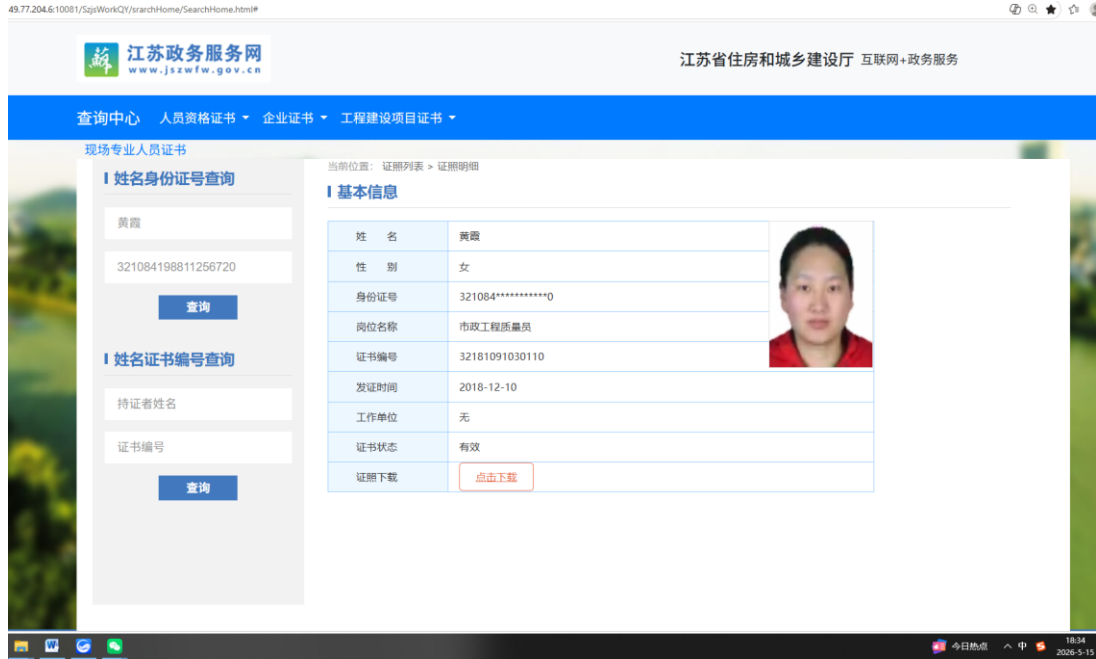 49.77.204.6:10081/SzjsWorkQY/srarchHome/SearchHome.html#
江苏政务服务网
www.jszwfw.gov.cn
江苏省住房和城乡建设厅 互联网+政务服务
查询中心 人员资格证书 企业证书 工程建设项目证书
现场专业人员证书
当前位置： 证照列表 > 证照明细
姓名身份证号查询
基本信息
黄霞
321084198811256720
查询
姓名证书编号查询
持证者姓名
证书编号
查询
姓 名 黄霞
性 别 女
身份证号 321084***********0
岗位名称 市政工程质量员
证书编号 32181091030110
发证时间 2018-12-10
工作单位 无
证书状态 有效
证照下载 点击下载
今日热点 中 18:34
2026-5-15